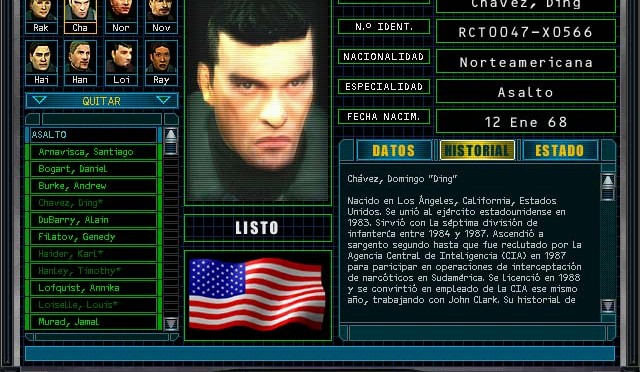 Chávez, Ding
Rak Cha Nor Nov
N.º IDENT.
RCT0047-X0566
NACIONALIDAD
Norteamericana
Hai Han Loi Ray
ESPECIALIDAD
Asalto
QUITAR
FECHA NACIM.
12 Ene 68
ASALTO
Arnavisca, Santiago
Bogart, Daniel
Burke, Andrew
Chavez, Ding*
DuBarry, Alain
Filatov, Genedy
Haider, Karl*
Hanley, Timothy*
Lofquist, Annika
Loiselle, Louis*
Murad, Jamal
LISTO
DATOS HISTORIAL ESTADO
Chávez, Domingo "Ding"
Nacido en Los Ángeles, California, Estados
Unidos. Se unió al ejército estadounidense en
1983. Sirvió con la séptima división de
infantería entre 1984 y 1987. Ascendió a
sargento segundo hasta que fue reclutado por la
Agencia Central de Inteligencia (CIA) en 1987
para paricipar en operaciones de interceptación
de narcóticos en Sudamérica. Se licenció en 1988
y se convirtió en empleado de la CIA ese mismo
año, trabajando con John Clark. Su historial de